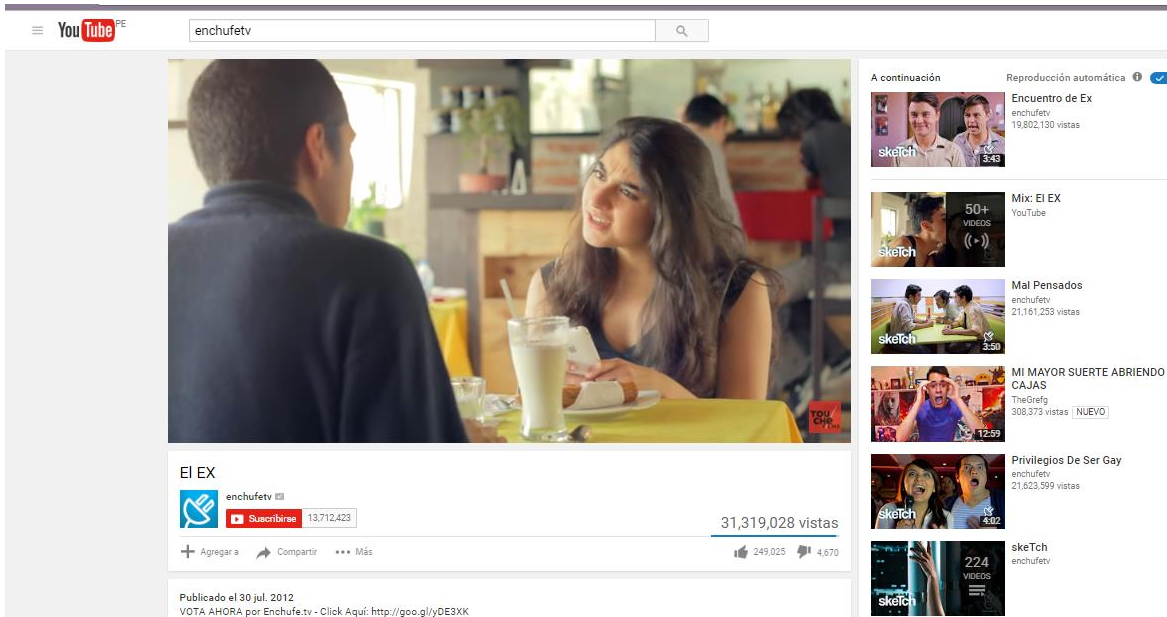 YouTube PE
enchufetv
TOU
CHé
FILMS
El EX
enchufetv
Suscribirse 13,712,423
31,319,028 vistas
Agregar a Compartir Más
249,025 4,670
Publicado el 30 jul. 2012
VOTA AHORA por Enchufe.tv - Click Aquí: http://goo.gl/yDE3XK
A continuación
Reproducción automática
skeTch
3:43
Encuentro de Ex
enchufetv
19,802,130 vistas
50+
VIDEOS
skeTch
Mix: El EX
YouTube
skeTch
3:50
Mal Pensados
enchufetv
21,161,253 vistas
12:59
MI MAYOR SUERTE ABRIENDO
CAJAS
TheGrefg
308,373 vistas NUEVO
skeTch
4:02
Privilegios De Ser Gay
enchufetv
21,623,599 vistas
224
VIDEOS
skeTch
skeTch
enchufetv